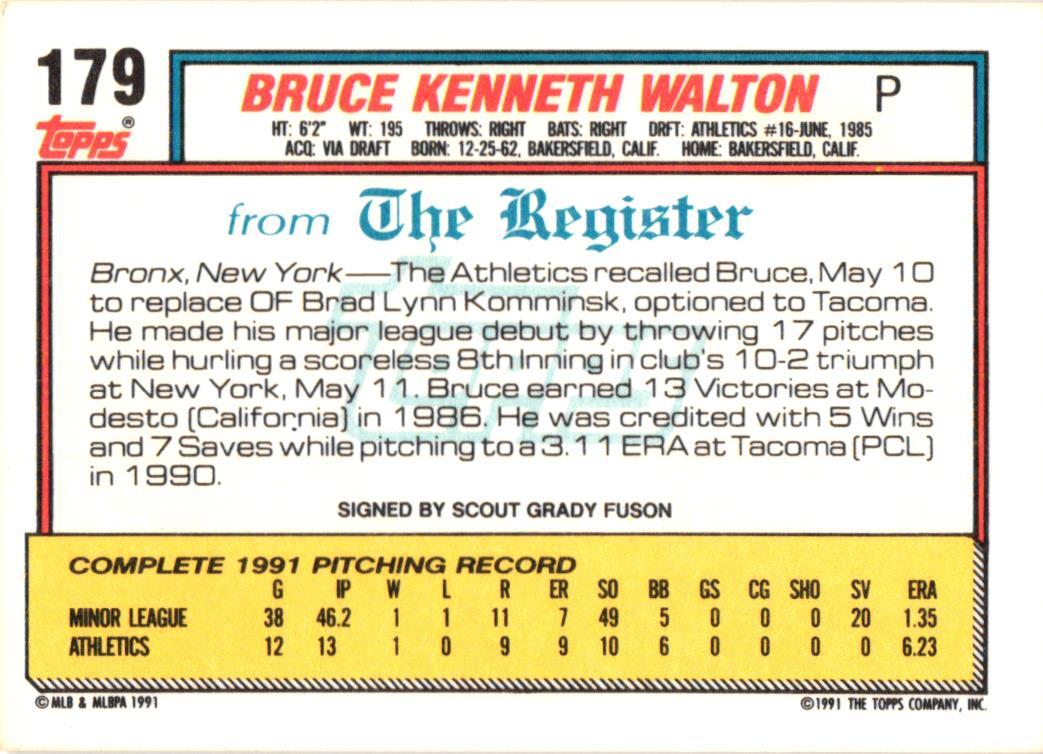 179
topps®
BRUCE KENNETH WALTON P
HT: 6'2" WT: 195 THROWS: RIGHT BATS: RIGHT DRFT: ATHLETICS #16-JUNE, 1985
ACQ: VIA DRAFT BORN: 12-25-62, BAKERSFIELD, CALIF. HOME: BAKERSFIELD, CALIF.
from The Register
Bronx, New York—The Athletics recalled Bruce, May 10
to replace OF Brad Lynn Komminsk, optioned to Tacoma.
He made his major league debut by throwing 17 pitches
while hurling a scoreless 8th Inning in club's 10-2 triumph
at New York, May 11. Bruce earned 13 Victories at Mo-
desto (California) in 1986. He was credited with 5 Wins
and 7 Saves while pitching to a 3.11 ERA at Tacoma (PCL)
in 1990.
SIGNED BY SCOUT GRADY FUSON
COMPLETE 1991 PITCHING RECORD
G IP W L R ER SO BB GS CG SHO SV ERA
MINOR LEAGUE 38 46.2 1 1 11 7 49 5 0 0 0 20 1.35
ATHLETICS 12 13 1 0 9 9 10 6 0 0 0 0 6.23
© MLB & MLBPA 1991 ©1991 THE TOPPS COMPANY, INC.